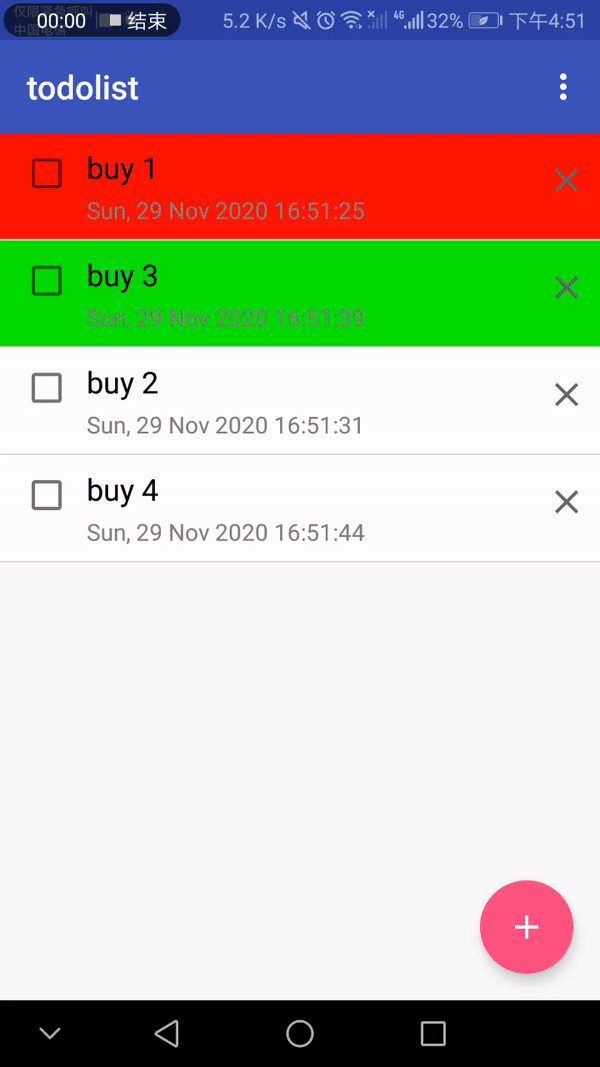 仅限紧急呼叫
中国电信
00:00 结束 5.2 K/s 4G 32% 下午4:51
todolist
buy 1
Sun, 29 Nov 2020 16:51:25
buy 3
Sun, 29 Nov 2020 16:51:39
buy 2
Sun, 29 Nov 2020 16:51:31
buy 4
Sun, 29 Nov 2020 16:51:44